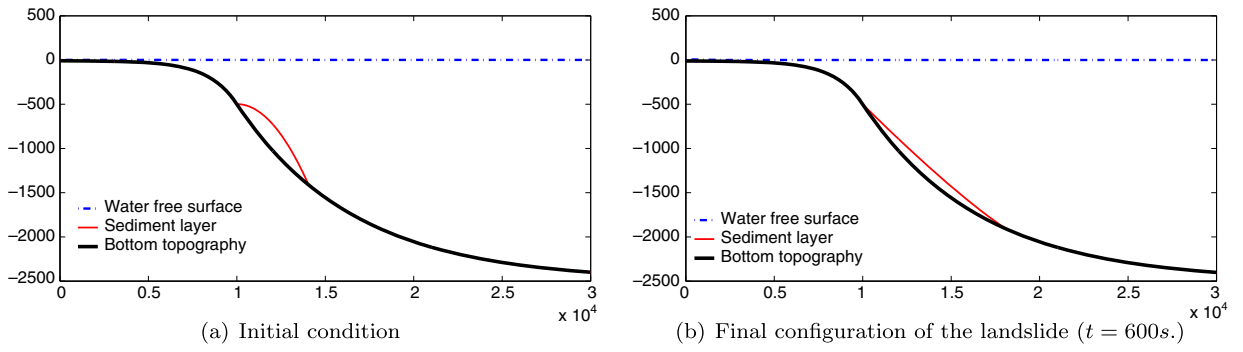 500
0
−500
−1000
−1500
−2000
−2500
Water free surface
Sediment layer
Bottom topography
0 0.5 1 1.5 2 2.5 3
x 10^4
(a) Initial condition
500
0
−500
−1000
−1500
−2000
−2500
Water free surface
Sediment layer
Bottom topography
0 0.5 1 1.5 2 2.5 3
x 10^4
(b) Final configuration of the landslide (t = 600s.)